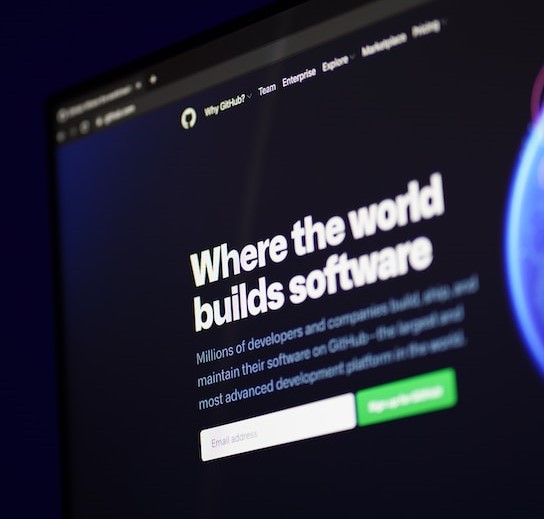 github.com
Why GitHub? Team Enterprise Explore Marketplace Pricing
Where the world
builds software
Millions of developers and companies build, ship, and
maintain their software on GitHub—the largest and
most advanced development platform in the world.
Email address
Sign up for GitHub